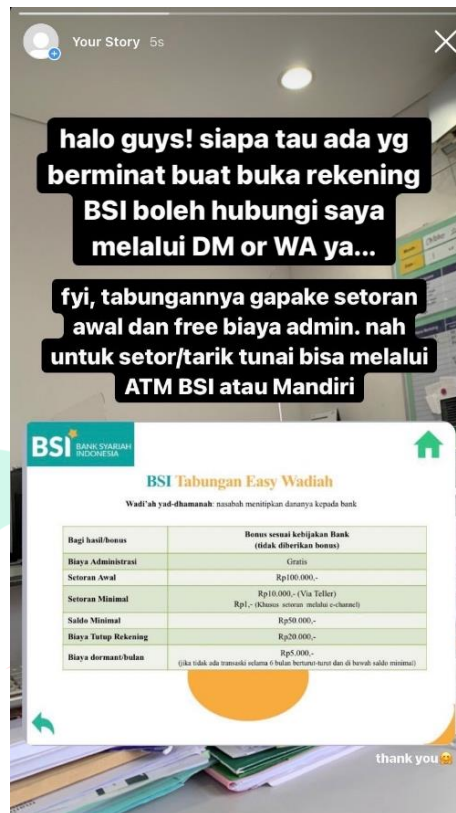 Your Story 5s
halo guys! siapa tau ada yg
berminat buat buka rekening
BSI boleh hubungi saya
melalui DM or WA ya...
fyi, tabungannya gapake setoran
awal dan free biaya admin. nah
untuk setor/tarik tunai bisa melalui
ATM BSI atau Mandiri
BSI BANK SYARIAH
INDONESIA
BSI Tabungan Easy Wadiah
Wadi'ah yad-dhamanah: nasabah menitipkan dananya kepada bank
Bagi hasil/bonus
Bonus sesuai kebijakan Bank
(tidak diberikan bonus)
Biaya Administrasi
Gratis
Setoran Awal
Rp100.000,-
Setoran Minimal
Rp10.000,- (Via Teller)
Rp1,- (Khusus setoran melalui e-channel)
Saldo Minimal
Rp50.000,-
Biaya Tutup Rekening
Rp20.000,-
Biaya dormant/bulan
Rp5.000,-
(jika tidak ada transaski selama 6 bulan berturut-turut dan di bawah saldo minimal)
thank you🤗